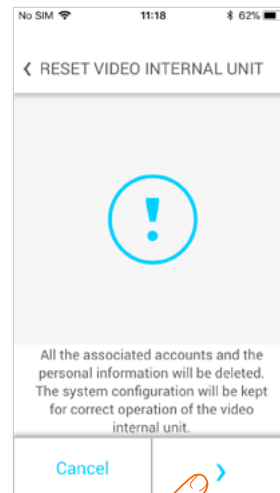 No SIM 11:18 62%
RESET VIDEO INTERNAL UNIT
All the associated accounts and the
personal information will be deleted.
The system configuration will be kept
for correct operation of the video
internal unit.
Cancel